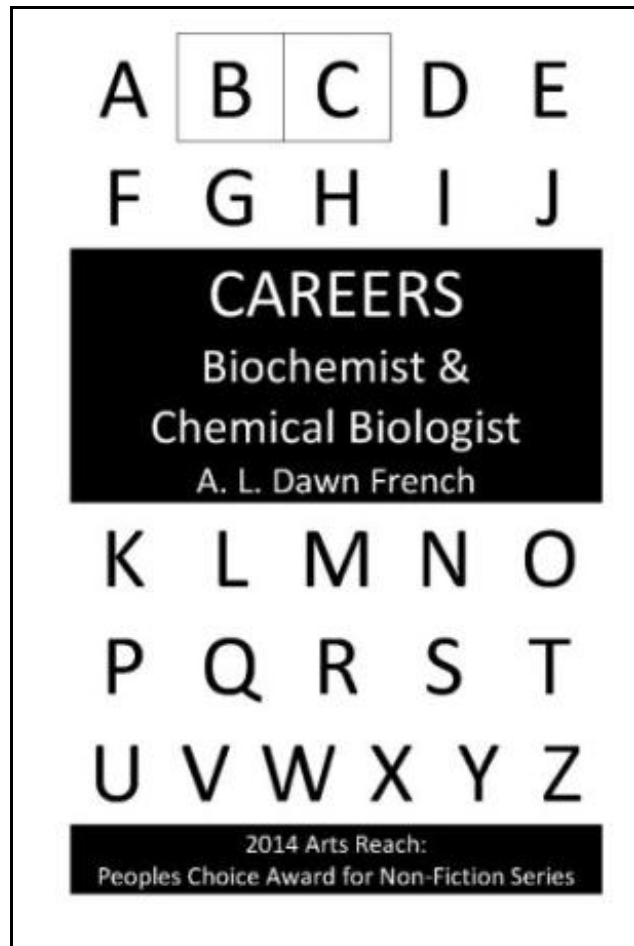 A B C D E
F G H I J
CAREERS
Biochemist &
Chemical Biologist
A. L. Dawn French
K L M N O
P Q R S T
U V W X Y Z
2014 Arts Reach:
Peoples Choice Award for Non-Fiction Series